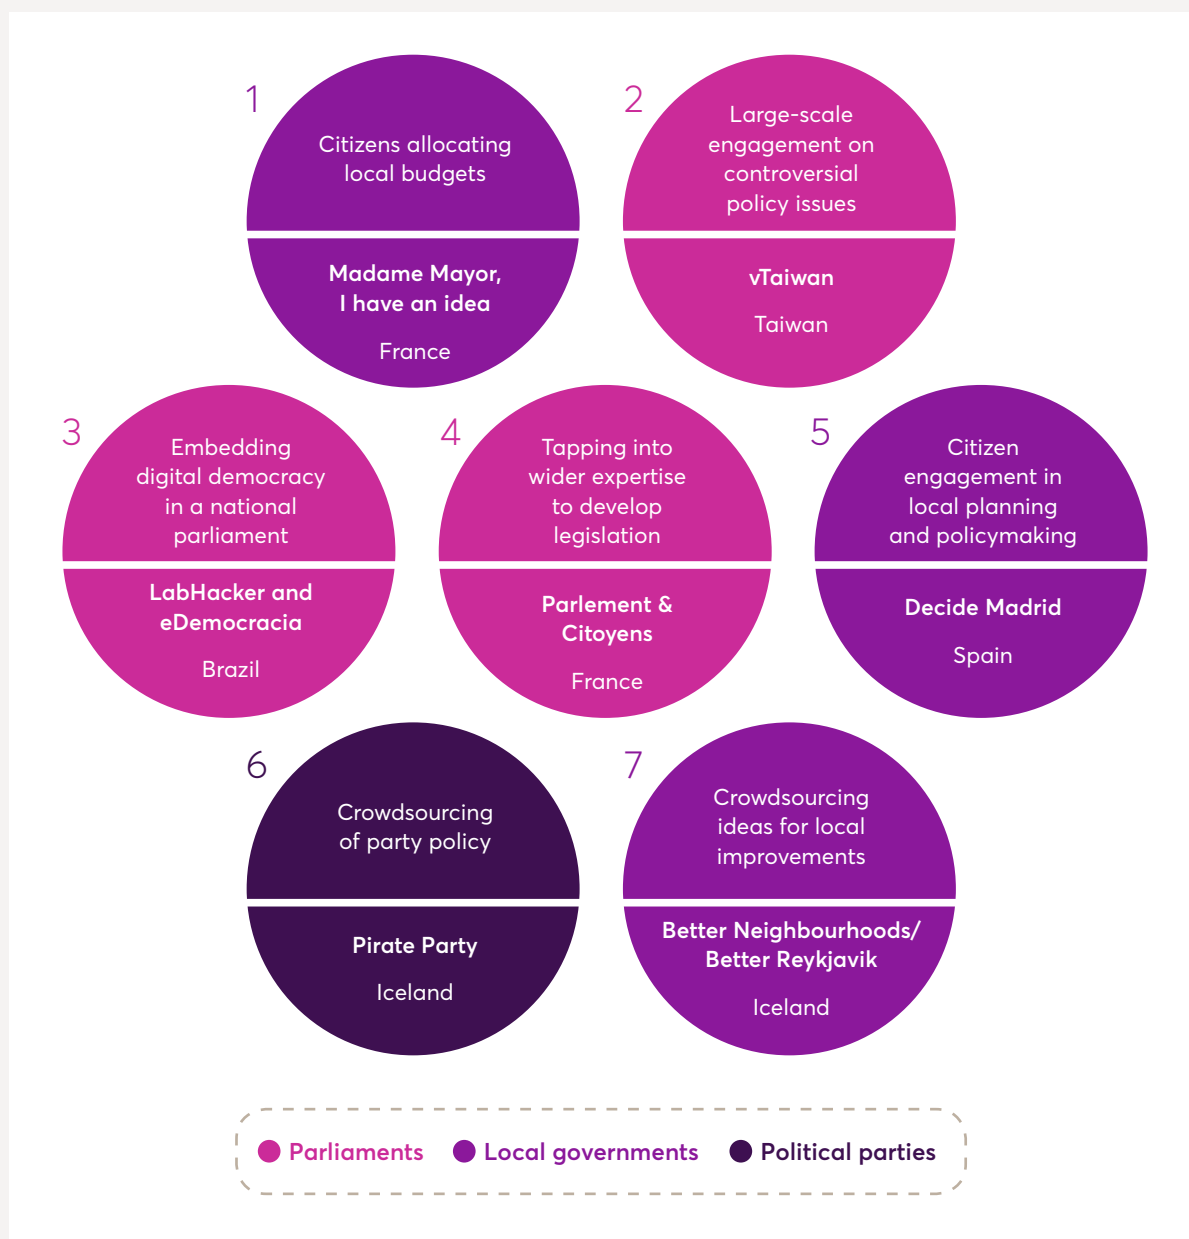 1
Citizens allocating
local budgets
Madame Mayor,
I have an idea
France
2
Large-scale
engagement on
controversial
policy issues
vTaiwan
Taiwan
3
Embedding
digital democracy
in a national
parliament
LabHacker and
eDemocracia
Brazil
4
Tapping into
wider expertise
to develop
legislation
Parlement &
Citoyens
France
5
Citizen
engagement in
local planning
and policymaking
Decide Madrid
Spain
6
Crowdsourcing
of party policy
Pirate Party
Iceland
7
Crowdsourcing
ideas for local
improvements
Better Neighbourhoods/
Better Reykjavik
Iceland
Parliaments
Local governments
Political parties